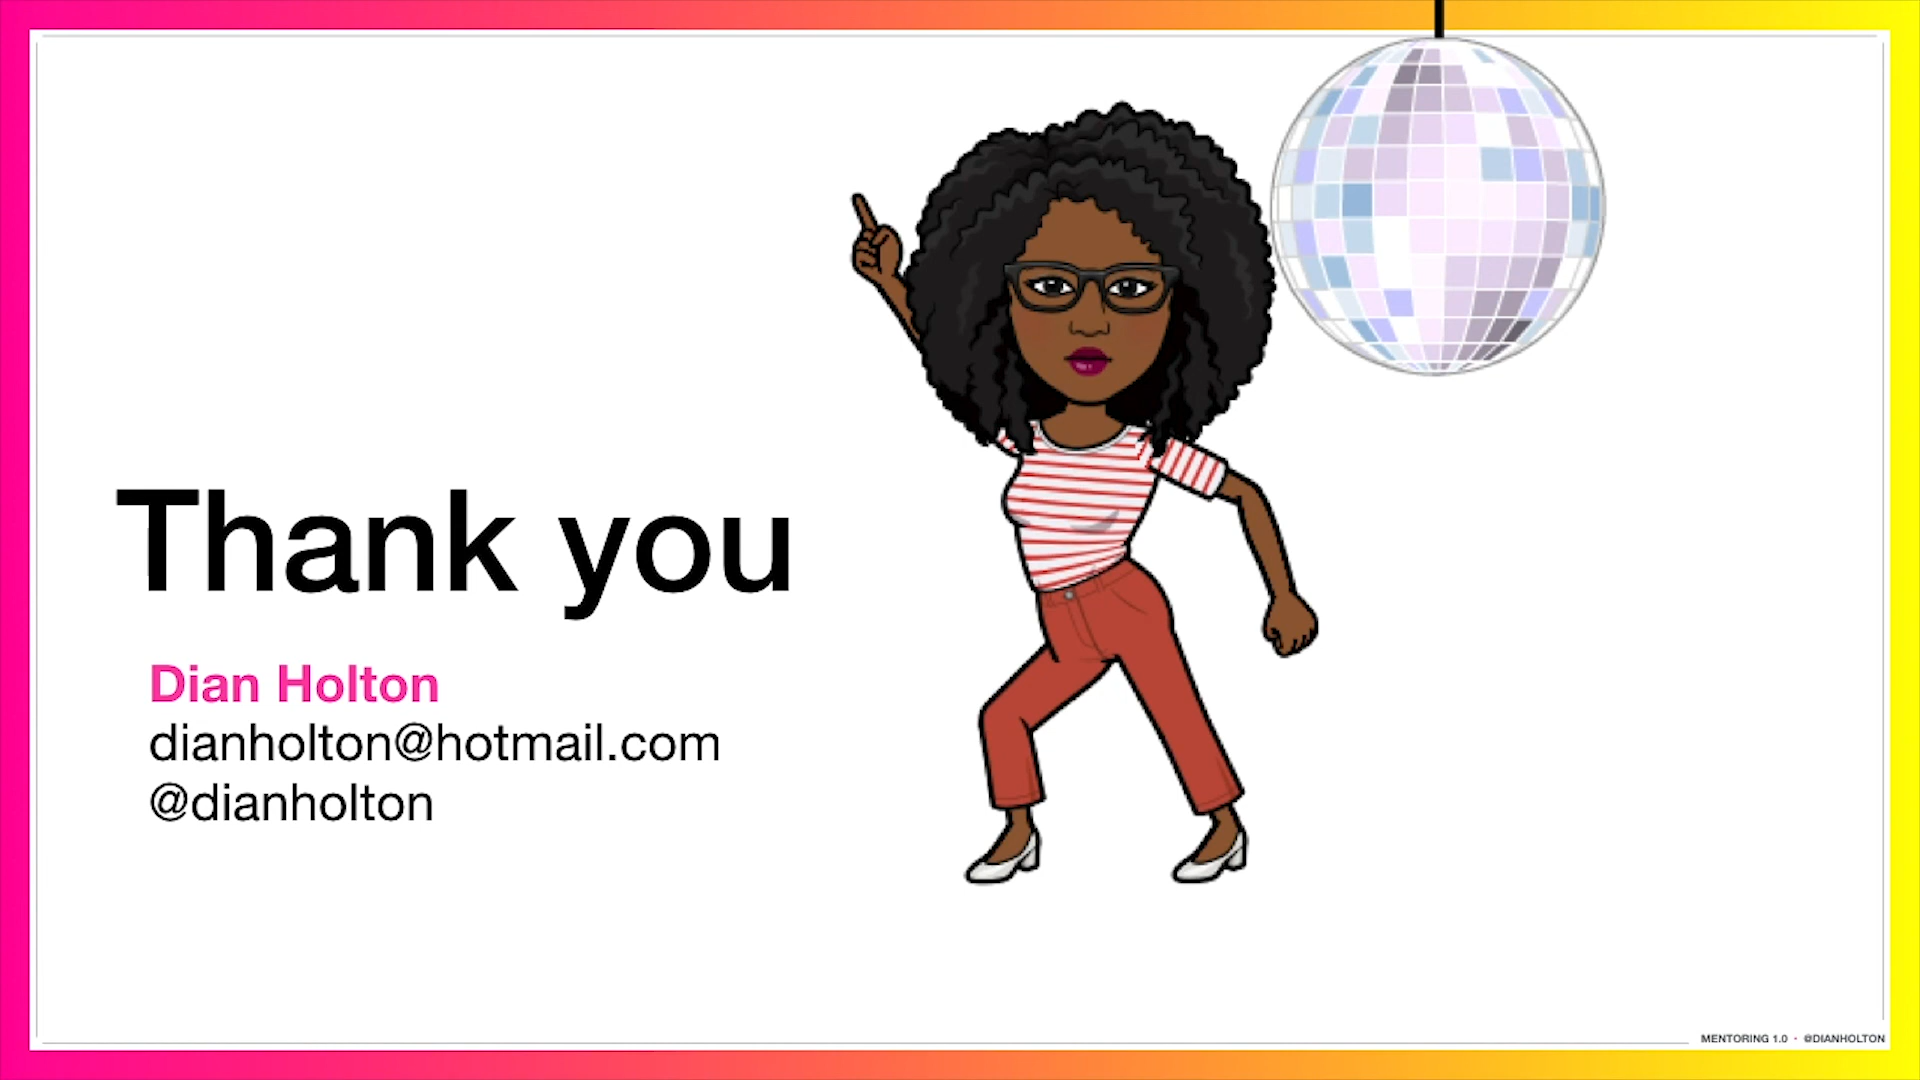 Thank you
Dian Holton
dianholton@hotmail.com
@dianholton
MENTORING 1.0 • @DIANHOLTON